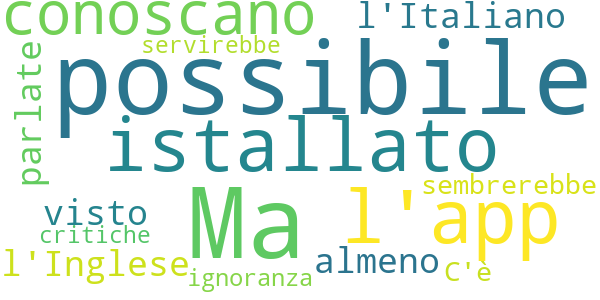 conoscano l'Italiano
servirebbe
possibile
parlate
istallato
sembrerebbe
Ma l'app
visto
critiche
l'Inglese almeno C'è
ignoranza